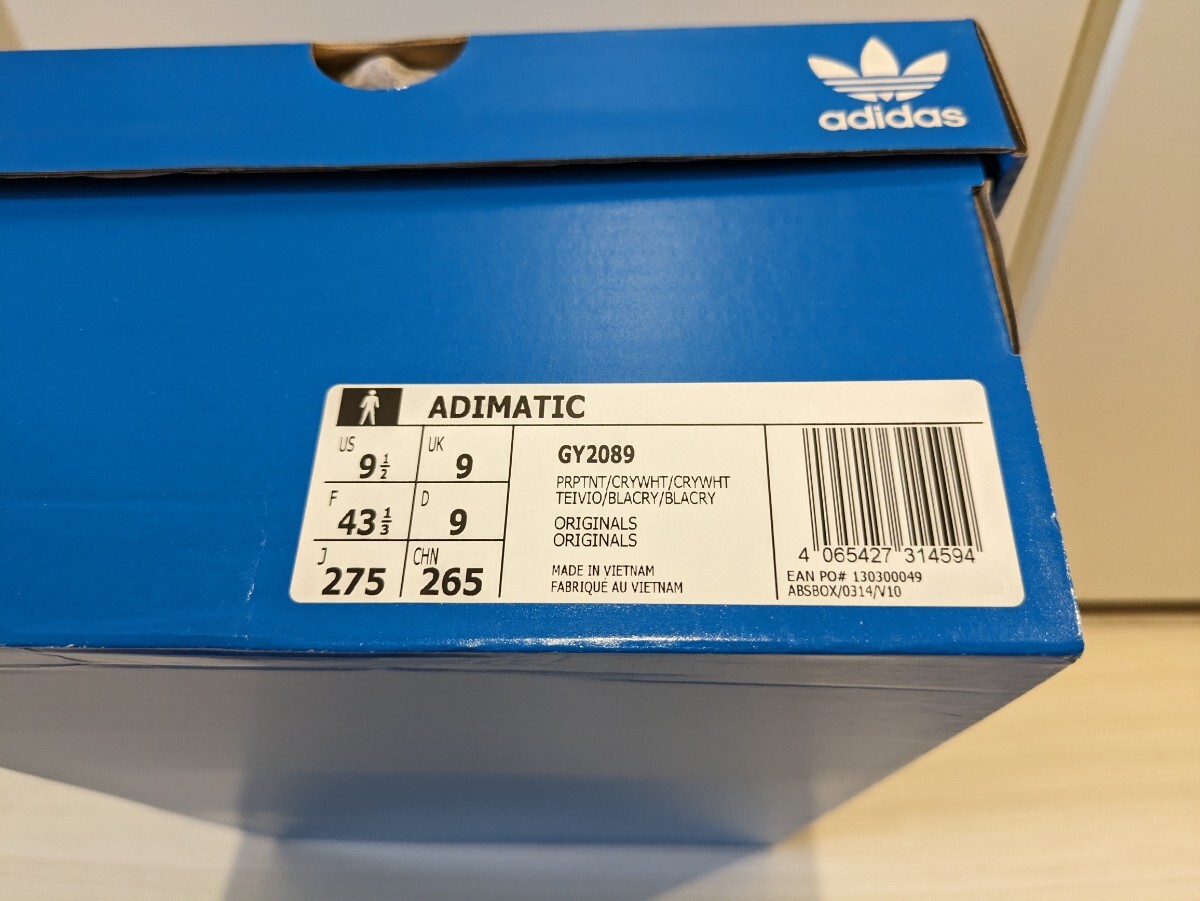 adidas
ADIMATIC
US 9 1/2
UK 9
F 43 1/3
D 9
J 275
CHN 265
GY2089
PRPTNT/CRYWHT/CRYWHT
TEIVIO/BLACRY/BLACRY
ORIGINALS
ORIGINALS
MADE IN VIETNAM
FABRIQUÉ AU VIETNAM
4 065427 314594
EAN PO# 130300049
ABSBOX/0314/V10